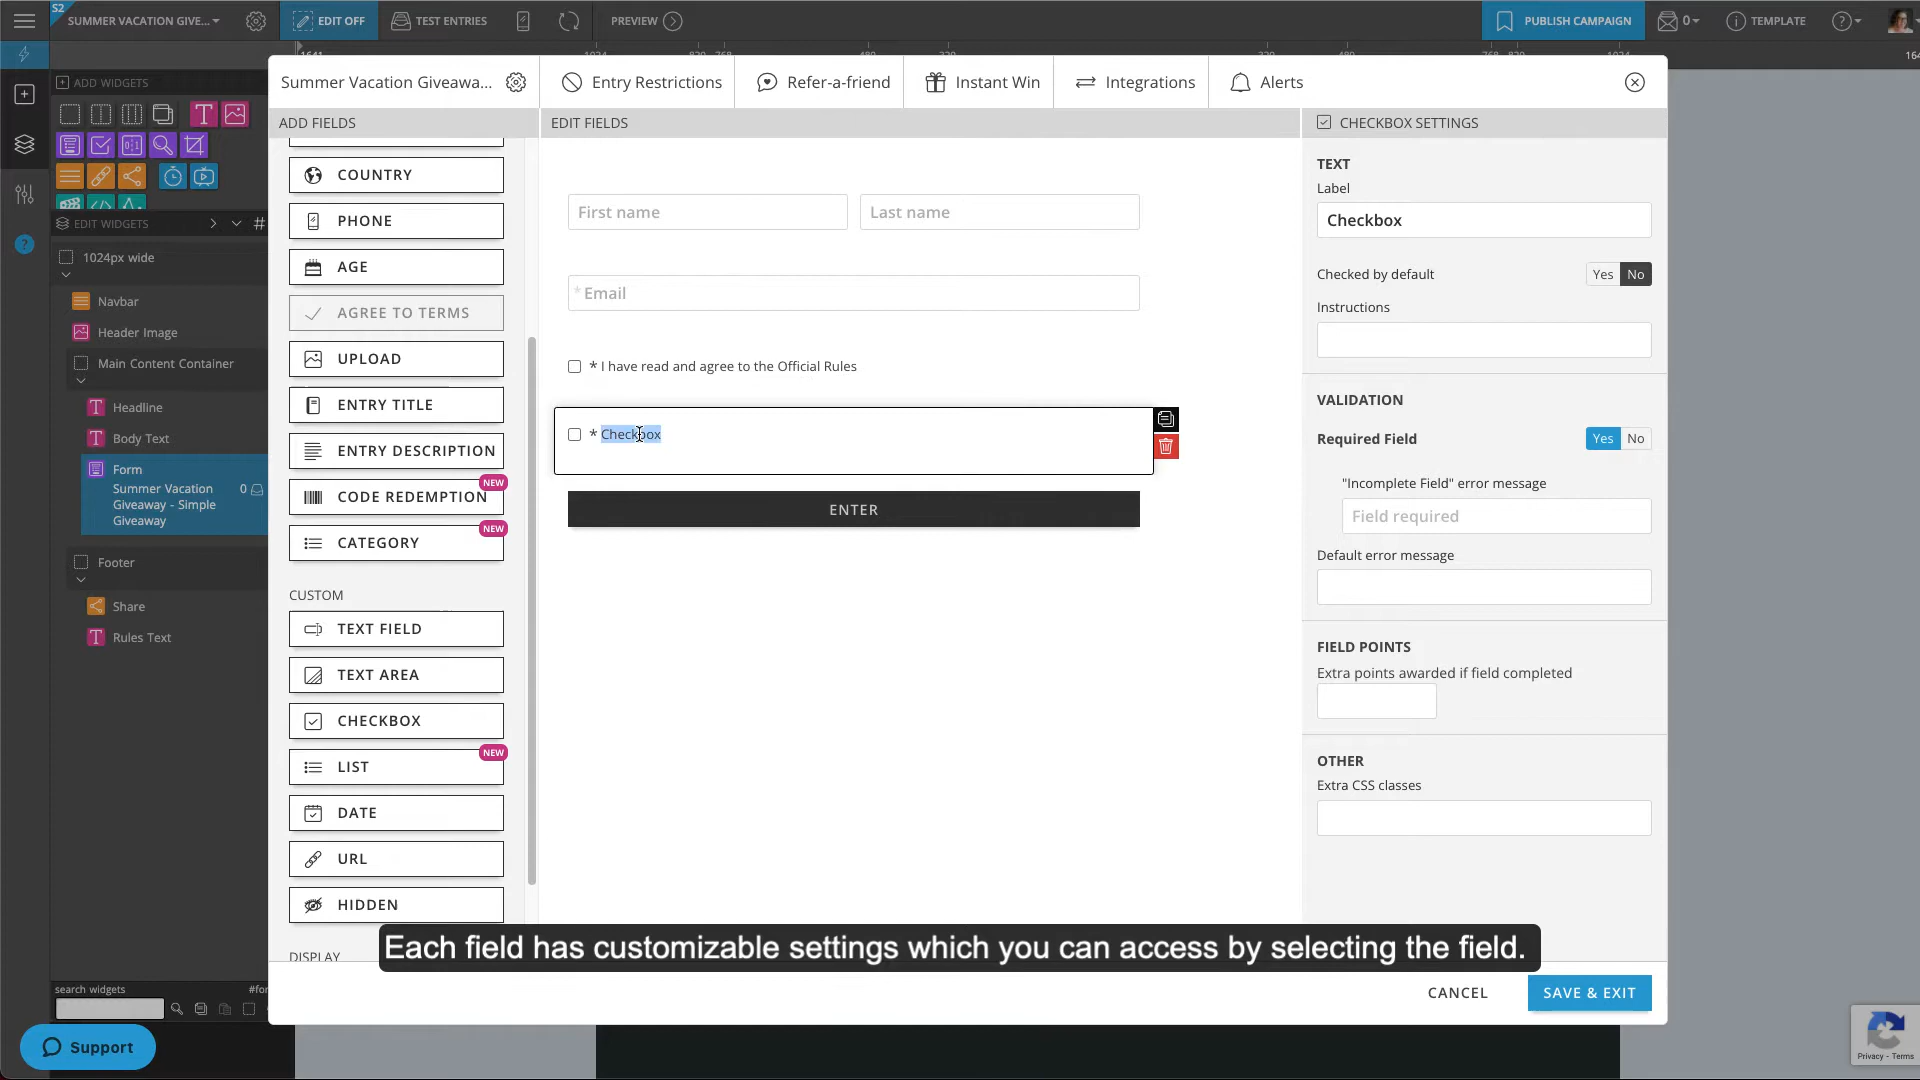 S2
SUMMER VACATION GIVE...
EDIT OFF
TEST ENTRIES
PREVIEW
PUBLISH CAMPAIGN
0
TEMPLATE
ADD WIDGETS
EDIT WIDGETS
1024px wide
Navbar
Header Image
Main Content Container
Headline
Body Text
Form
Summer Vacation
Giveaway - Simple
Giveaway
0
Footer
Share
Rules Text
search widgets
#for
Support
Summer Vacation Giveawa...
Entry Restrictions
Refer-a-friend
Instant Win
Integrations
Alerts
ADD FIELDS
COUNTRY
PHONE
AGE
AGREE TO TERMS
UPLOAD
ENTRY TITLE
ENTRY DESCRIPTION
NEW
CODE REDEMPTION
NEW
CATEGORY
CUSTOM
TEXT FIELD
TEXT AREA
CHECKBOX
NEW
LIST
DATE
URL
HIDDEN
DISPLAY
EDIT FIELDS
First name
Last name
* Email
* I have read and agree to the Official Rules
* Checkbox
ENTER
CHECKBOX SETTINGS
TEXT
Label
Checkbox
Checked by default
Yes No
Instructions
VALIDATION
Required Field
Yes No
"Incomplete Field" error message
Field required
Default error message
FIELD POINTS
Extra points awarded if field completed
OTHER
Extra CSS classes
Each field has customizable settings which you can access by selecting the field.
CANCEL
SAVE & EXIT
Privacy - Terms